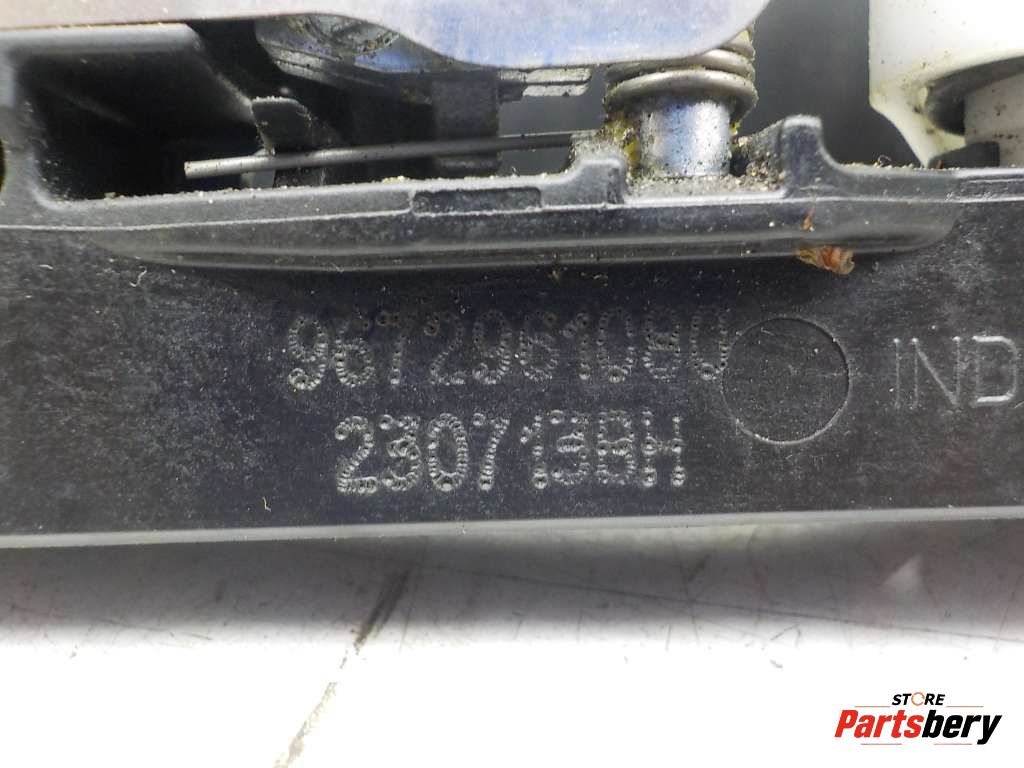 9672961080
230713BH
IND
STORE
Partsbery